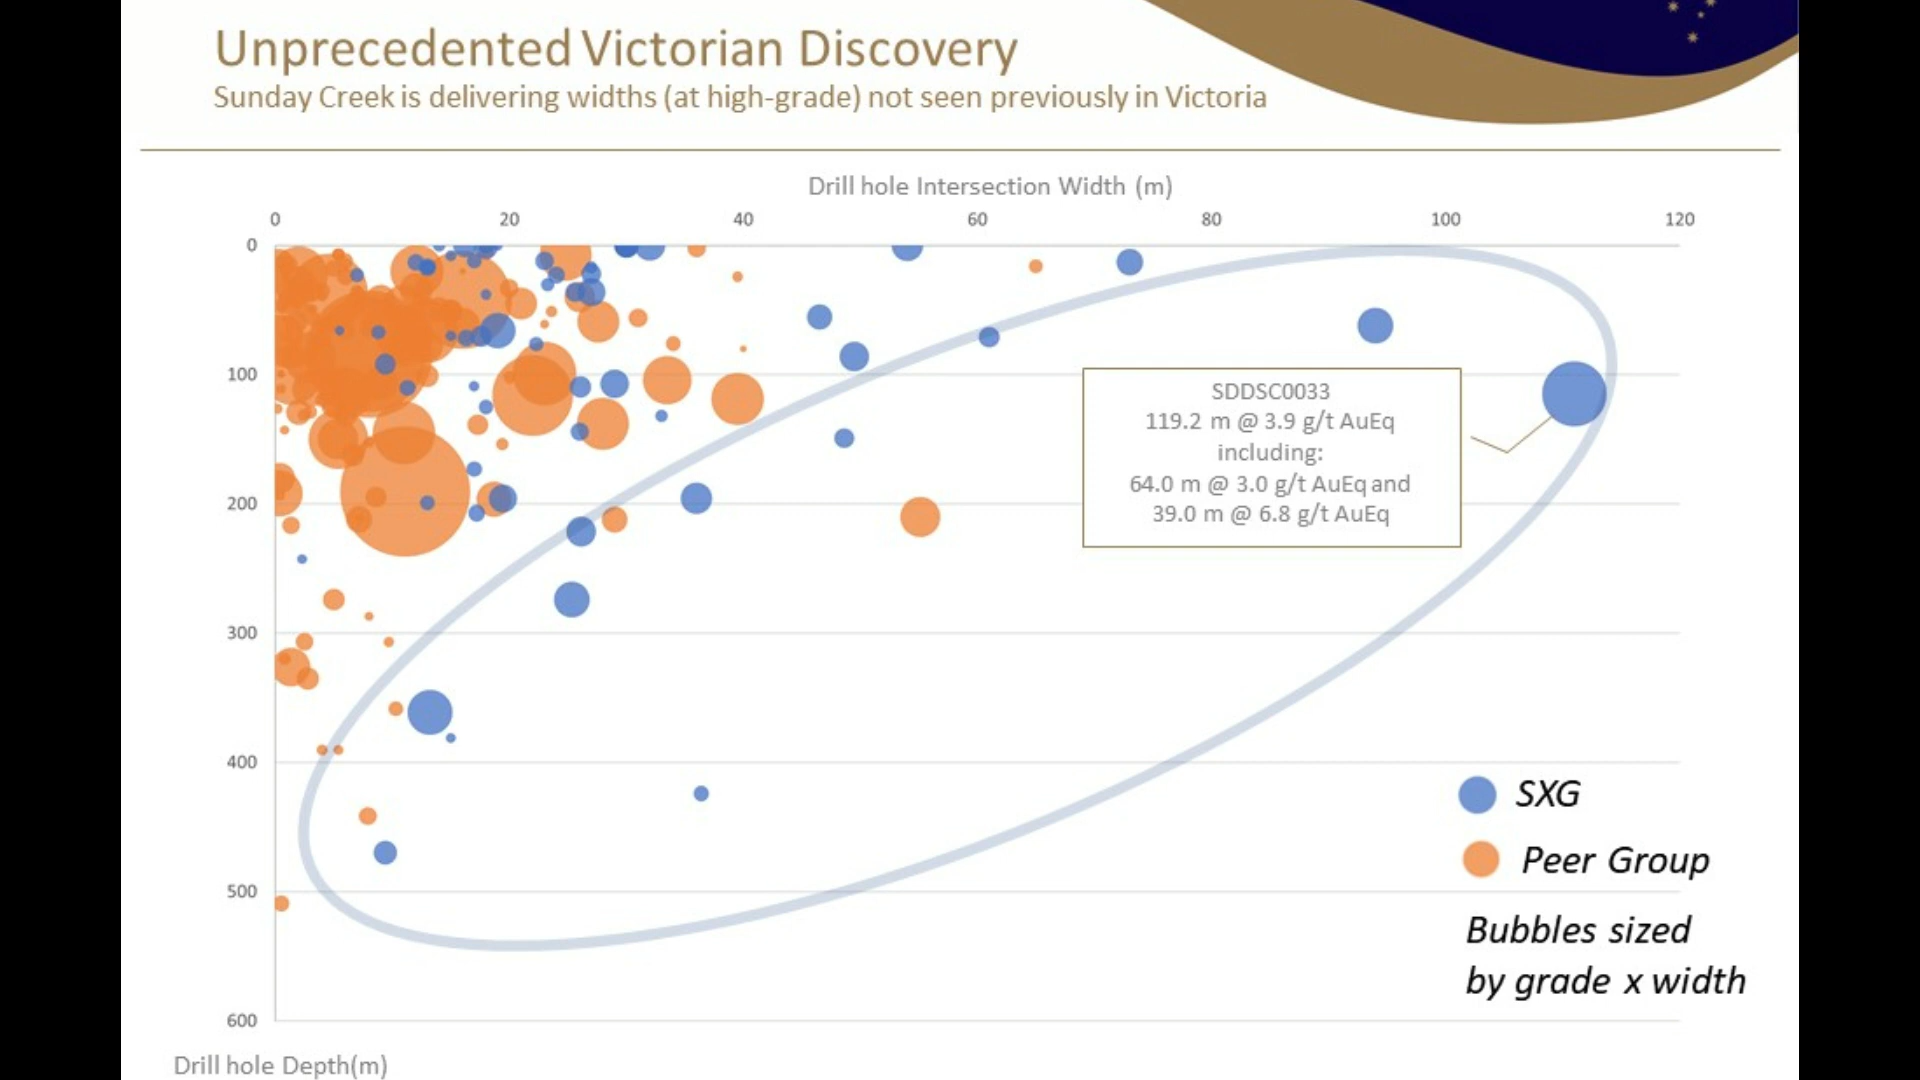 Unprecedented Victorian Discovery
Sunday Creek is delivering widths (at high-grade) not seen previously in Victoria
Drill hole Intersection Width (m)
0 20 40 60 80 100 120
0
100
200
300
400
500
600
SDDSC0033
119.2 m @ 3.9 g/t AuEq
including:
64.0 m @ 3.0 g/t AuEq and
39.0 m @ 6.8 g/t AuEq
SXG
Peer Group
Bubbles sized
by grade x width
Drill hole Depth(m)